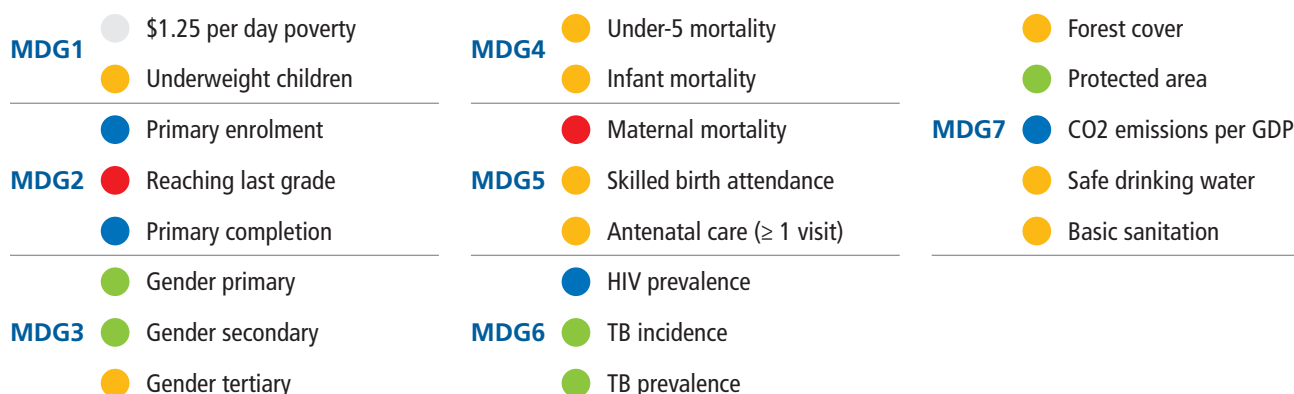 MDG1
$1.25 per day poverty
Underweight children
MDG2
Primary enrolment
Reaching last grade
Primary completion
MDG3
Gender primary
Gender secondary
Gender tertiary
MDG4
Under-5 mortality
Infant mortality
MDG5
Maternal mortality
Skilled birth attendance
Antenatal care (≥ 1 visit)
MDG6
HIV prevalence
TB incidence
TB prevalence
MDG7
Forest cover
Protected area
CO2 emissions per GDP
Safe drinking water
Basic sanitation